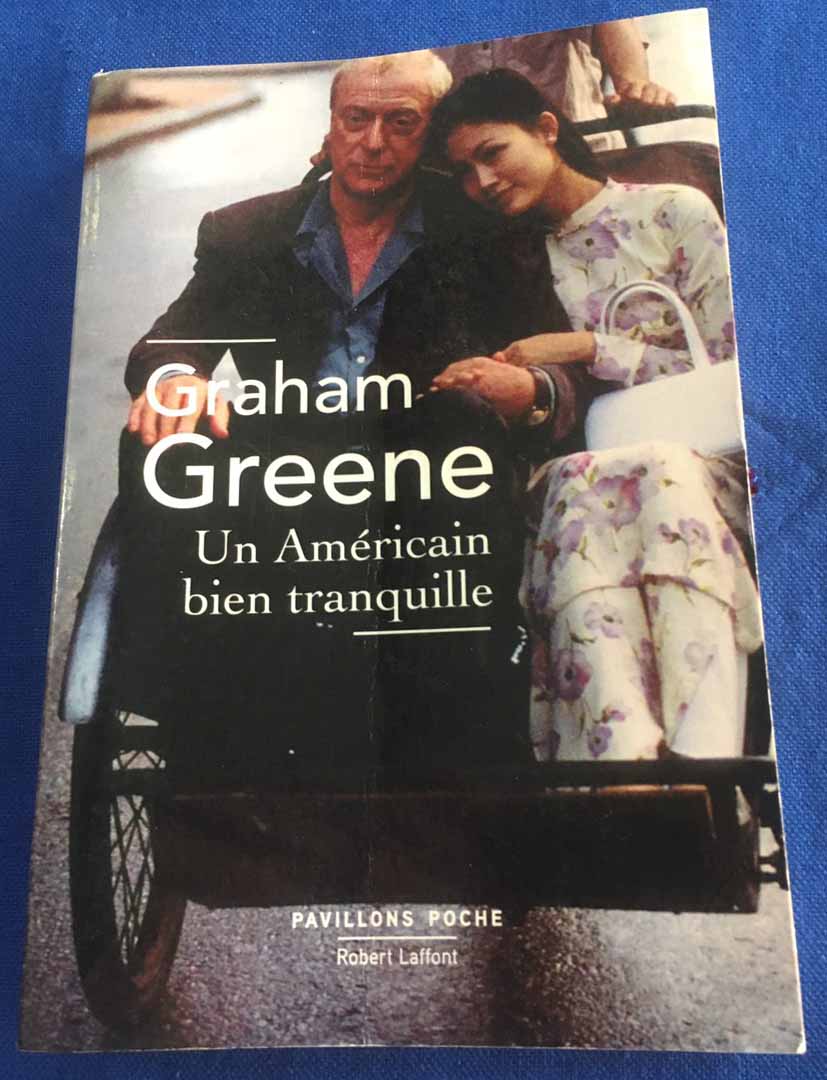 Graham
Greene
Un Américain
bien tranquille
PAVILLONS POCHE
Robert Laffont